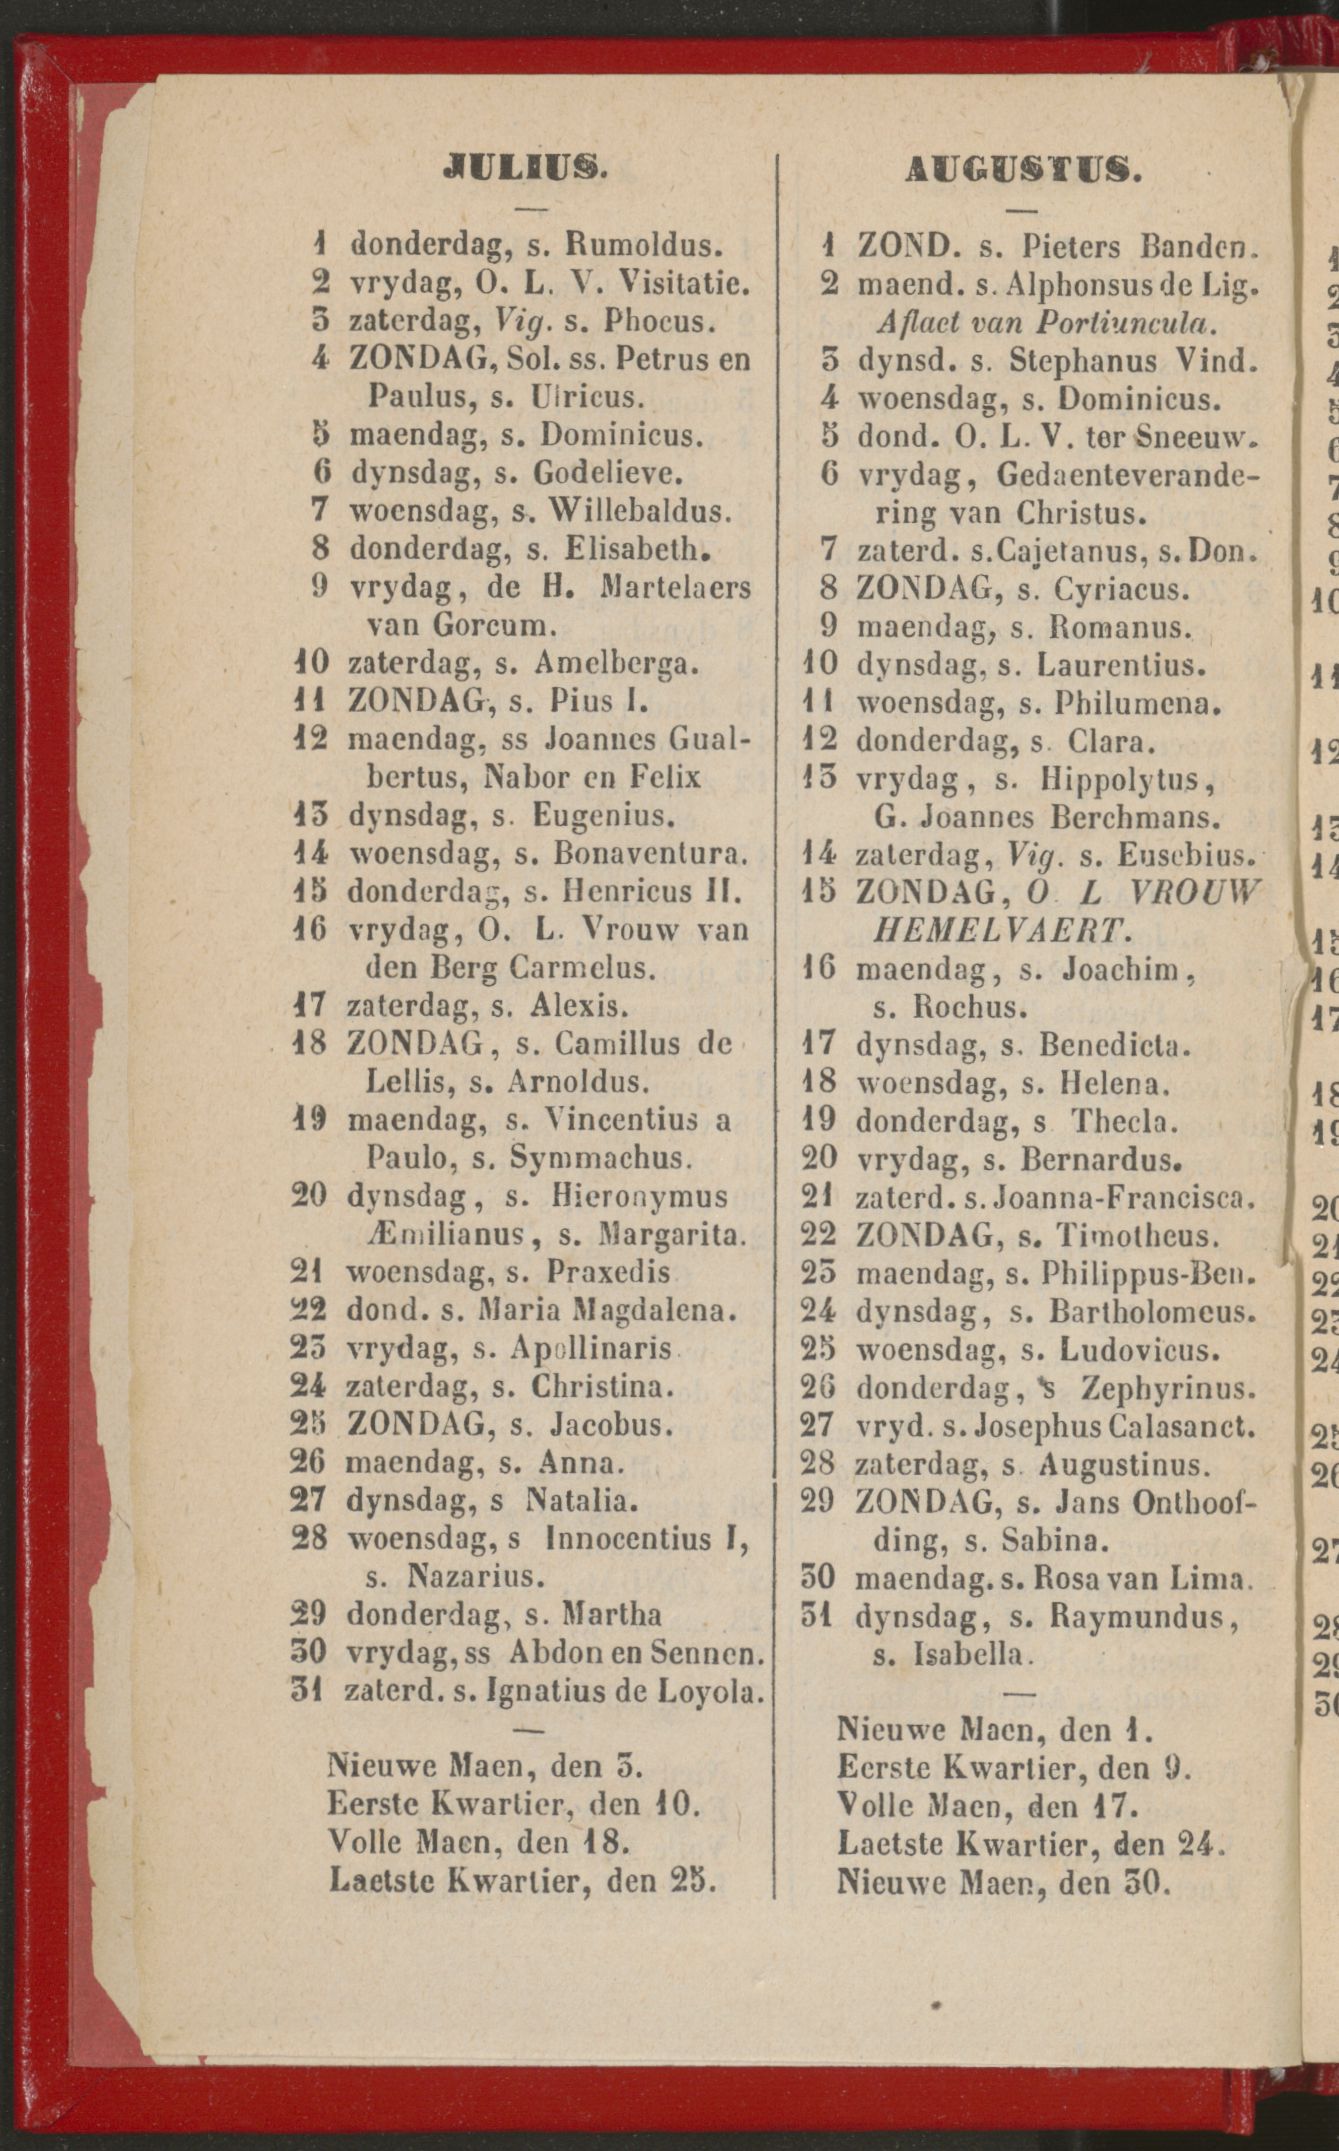 JULIUS.
1 donderdag, s. Rumoldus.
2 vrydag, O. L. V. Visitatie.
3 zaterdag, Vig. s. Phocus.
4 ZONDAG, Sol. ss. Petrus en
Paulus, s. Ulricus.
5 maendag, s. Dominicus.
6 dynsdag, s. Godelieve.
7 woensdag, s. Willebaldus.
8 donderdag, s. Elisabeth.
9 vrydag, de H. Martelaers
van Gorcum.
10 zaterdag, s. Amelberga.
11 ZONDAG, s. Pius I.
12 maendag, ss Joannes Gual-
bertus, Nabor en Felix
13 dynsdag, s. Eugenius.
14 woensdag, s. Bonaventura.
15 donderdag, s. Henricus II.
16 vrydag, O. L. Vrouw van
den Berg Carmelus.
17 zaterdag, s. Alexis.
18 ZONDAG, s. Camillus de
Lellis, s. Arnoldus.
19 maendag, s. Vincentius a
Paulo, s. Symmachus.
20 dynsdag, s. Hieronymus
Æmilianus, s. Margarita.
21 woensdag, s. Praxedis
22 dond. s. Maria Magdalena.
23 vrydag, s. Apollinaris.
24 zaterdag, s. Christina.
25 ZONDAG, s. Jacobus.
26 maendag, s. Anna.
27 dynsdag, s Natalia.
28 woensdag, s Innocentius I,
s. Nazarius.
29 donderdag, s. Martha
30 vrydag, ss Abdon en Sennen.
31 zaterd. s. Ignatius de Loyola.
Nieuwe Maen, den 3.
Eerste Kwartier, den 10.
Volle Maen, den 18.
Laetste Kwartier, den 25.
AUGUSTUS.
1 ZOND. s. Pieters Banden.
2 maend. s. Alphonsus de Lig.
Aflaet van Portiuncula.
3 dynsd. s. Stephanus Vind.
4 woensdag, s. Dominicus.
5 dond. O. L. V. ter Sneeuw.
6 vrydag, Gedaenteverande-
ring van Christus.
7 zaterd. s. Cajetanus, s. Don.
8 ZONDAG, s. Cyriacus.
9 maendag, s. Romanus.
10 dynsdag, s. Laurentius.
11 woensdag, s. Philumena.
12 donderdag, s. Clara.
13 vrydag, s. Hippolytus,
G. Joannes Berchmans.
14 zaterdag, Vig. s. Eusebius.
15 ZONDAG, O. L VROUW
HEMELVAERT.
16 maendag, s. Joachim,
s. Rochus.
17 dynsdag, s. Benedicta.
18 woensdag, s. Helena.
19 donderdag, s Thecla.
20 vrydag, s. Bernardus.
21 zaterd. s. Joanna-Francisca.
22 ZONDAG, s. Timotheus.
23 maendag, s. Philippus-Ben.
24 dynsdag, s. Bartholomeus.
25 woensdag, s. Ludovicus.
26 donderdag, s Zephyrinus.
27 vryd. s. Josephus Calasanct.
28 zaterdag, s. Augustinus.
29 ZONDAG, s. Jans Onthoof-
ding, s. Sabina.
30 maendag. s. Rosa van Lima.
31 dynsdag, s. Raymundus,
s. Isabella.
Nieuwe Maen, den 1.
Eerste Kwartier, den 9.
Volle Maen, den 17.
Laetste Kwartier, den 24.
Nieuwe Maen, den 30.